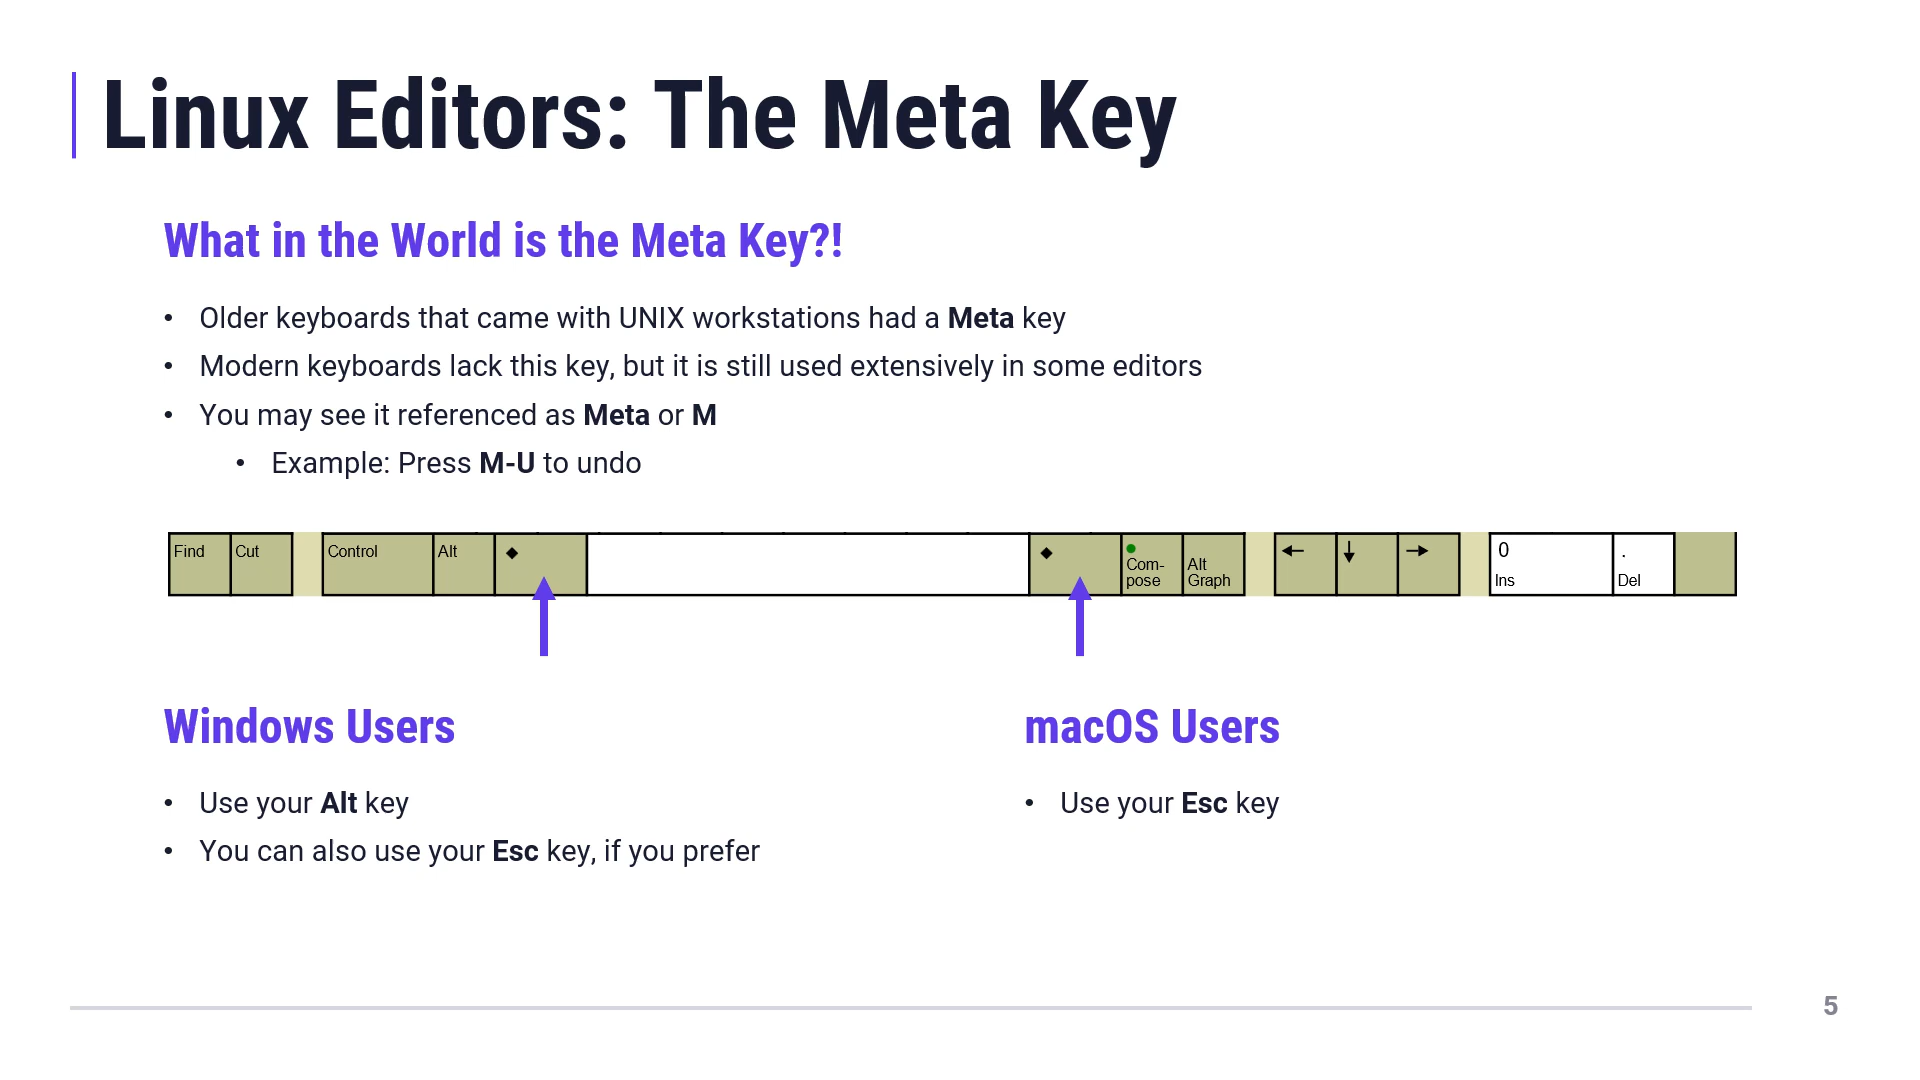 Linux Editors: The Meta Key
What in the World is the Meta Key?!
• Older keyboards that came with UNIX workstations had a Meta key
• Modern keyboards lack this key, but it is still used extensively in some editors
• You may see it referenced as Meta or M
• Example: Press M-U to undo
Find Cut Control Alt ◆ ◆ Com-
pose Alt
Graph ← ↓ → 0
Ins .
Del
Windows Users
• Use your Alt key
• You can also use your Esc key, if you prefer
macOS Users
• Use your Esc key
5